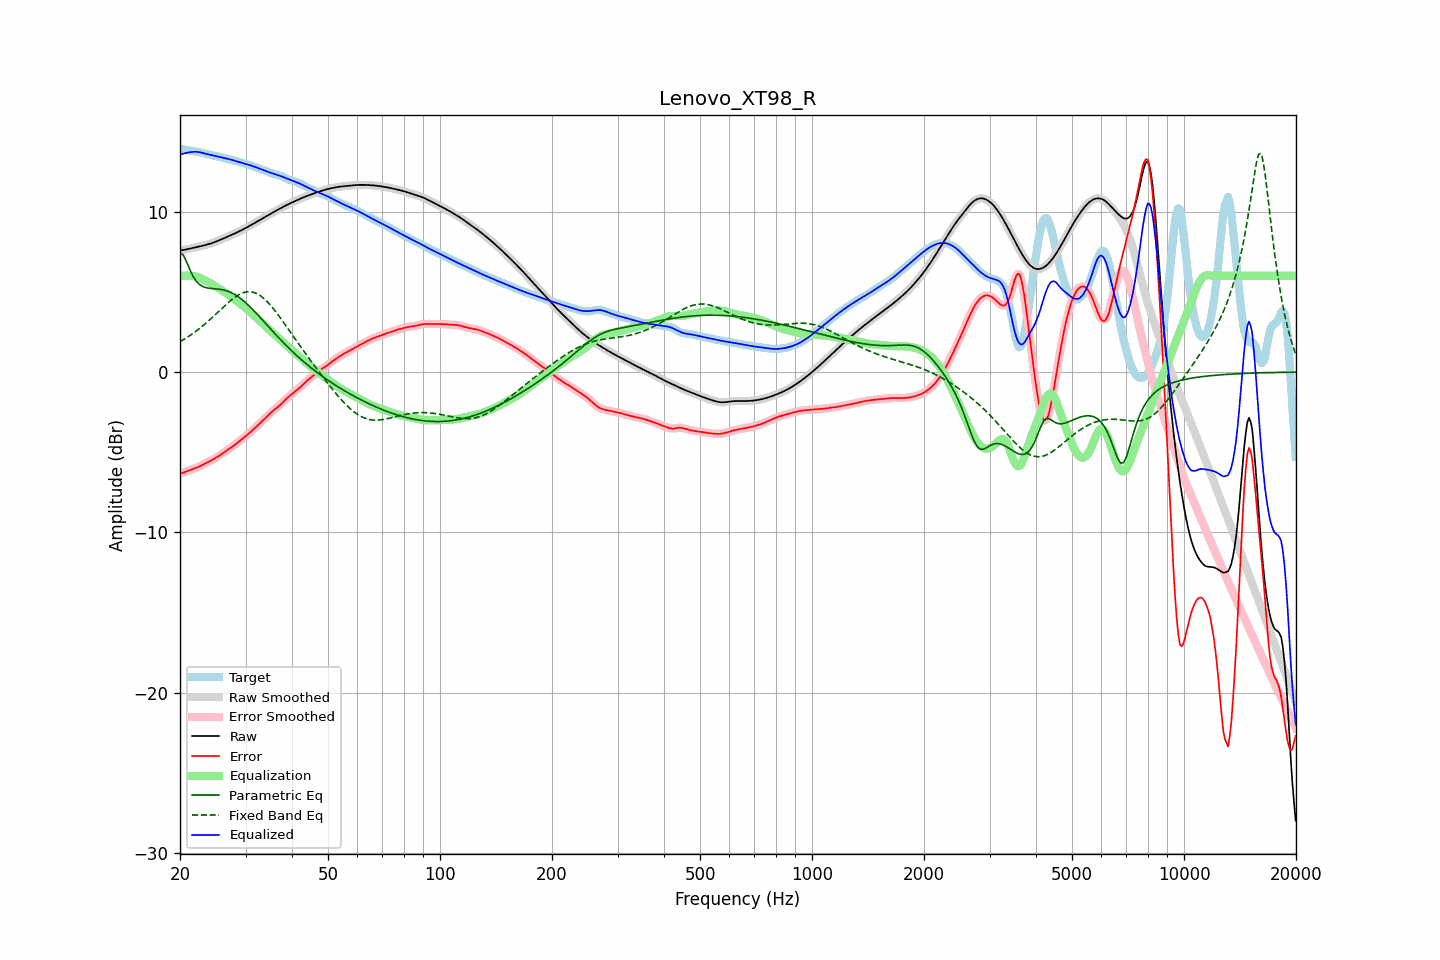 Lenovo_XT98_R
Amplitude (dBr)
10
0
−10
−20
−30
Target
Raw Smoothed
Error Smoothed
Raw
Error
Equalization
Parametric Eq
Fixed Band Eq
Equalized
20 50 100 200 500 1000 2000 5000 10000 20000
Frequency (Hz)